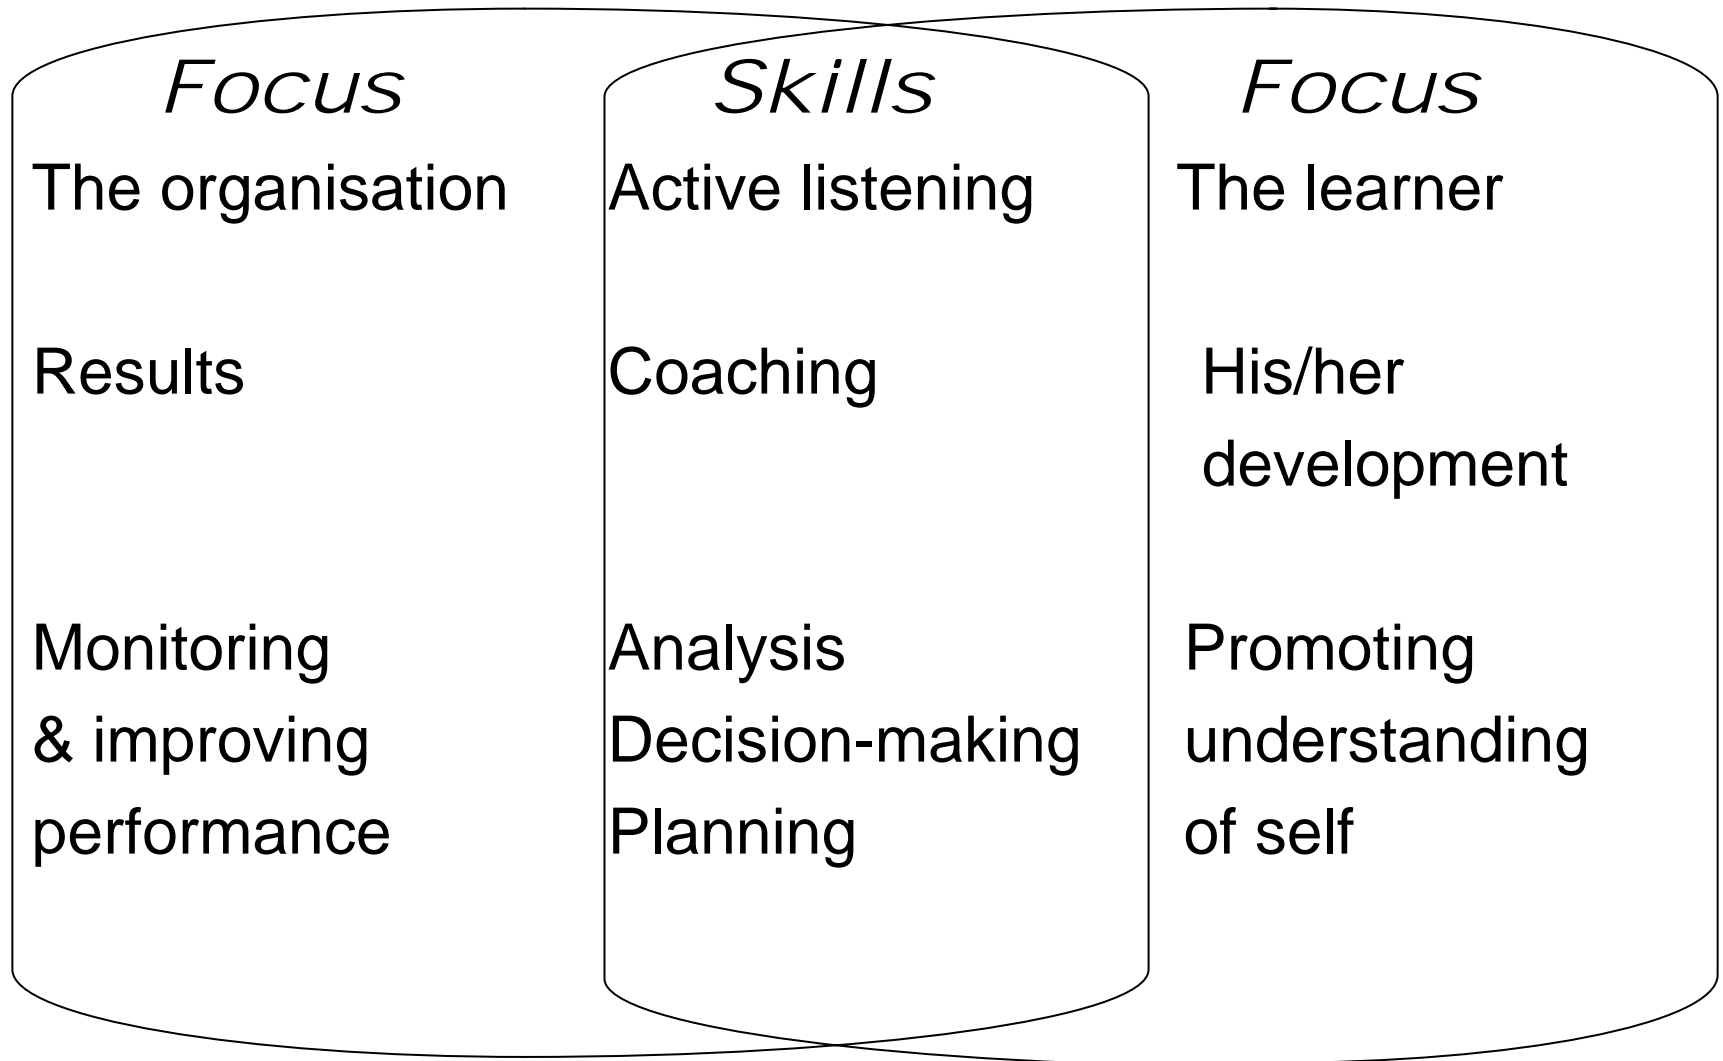 Focus
The organisation
Results
Monitoring
& improving
performance
Skills
Active listening
Coaching
Analysis
Decision-making
Planning
Focus
The learner
His/her
development
Promoting
understanding
of self